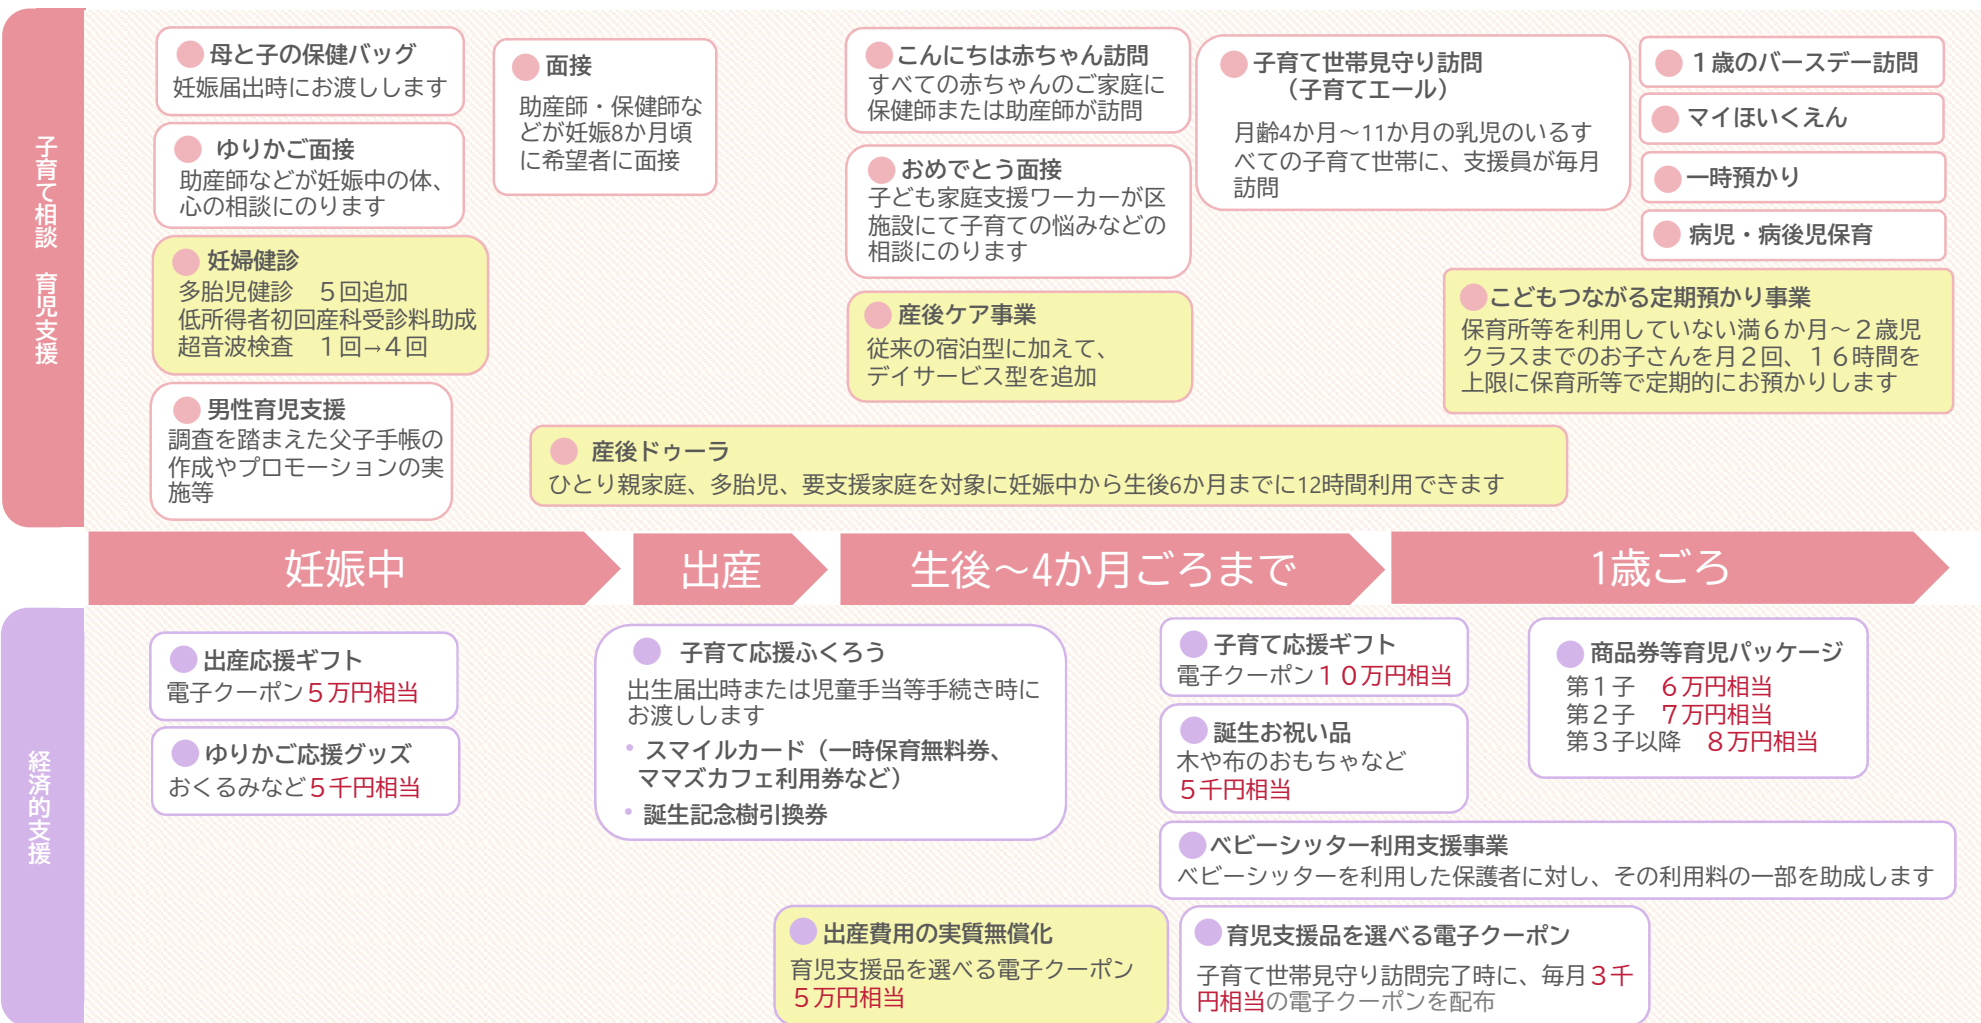 子育て相談　育児支援
母と子の保健バッグ
妊娠届出時にお渡しします
ゆりかご面接
助産師などが妊娠中の体、
心の相談にのります
妊婦健診
多胎児健診　５回追加
低所得者初回産科受診料助成
超音波検査　１回→４回
男性育児支援
調査を踏まえた父子手帳の
作成やプロモーションの実
施等
面接
助産師・保健師な
どが妊娠8か月頃
に希望者に面接
こんにちは赤ちゃん訪問
すべての赤ちゃんのご家庭に
保健師または助産師が訪問
おめでとう面接
子ども家庭支援ワーカーが区
施設にて子育ての悩みなどの
相談にのります
産後ケア事業
従来の宿泊型に加えて、
デイサービス型を追加
子育て世帯見守り訪問
（子育てエール）
月齢4か月～11か月の乳児のいるす
べての子育て世帯に、支援員が毎月
訪問
１歳のバースデー訪問
マイほいくえん
一時預かり
病児・病後児保育
こどもつながる定期預かり事業
保育所等を利用していない満６か月～２歳児
クラスまでのお子さんを月２回、１６時間を
上限に保育所等で定期的にお預かりします
産後ドゥーラ
ひとり親家庭、多胎児、要支援家庭を対象に妊娠中から生後6か月までに12時間利用できます
妊娠中
出産
生後～4か月ごろまで
1歳ごろ
経済的支援
出産応援ギフト
電子クーポン５万円相当
ゆりかご応援グッズ
おくるみなど５千円相当
子育て応援ふくろう
出生届出時または児童手当等手続き時に
お渡しします
・スマイルカード（一時保育無料券、
ママズカフェ利用券など）
・誕生記念樹引換券
子育て応援ギフト
電子クーポン１０万円相当
誕生お祝い品
木や布のおもちゃなど
５千円相当
商品券等育児パッケージ
第１子　６万円相当
第２子　７万円相当
第３子以降　８万円相当
ベビーシッター利用支援事業
ベビーシッターを利用した保護者に対し、その利用料の一部を助成します
出産費用の実質無償化
育児支援品を選べる電子クーポン
５万円相当
育児支援品を選べる電子クーポン
子育て世帯見守り訪問完了時に、毎月３千
円相当の電子クーポンを配布